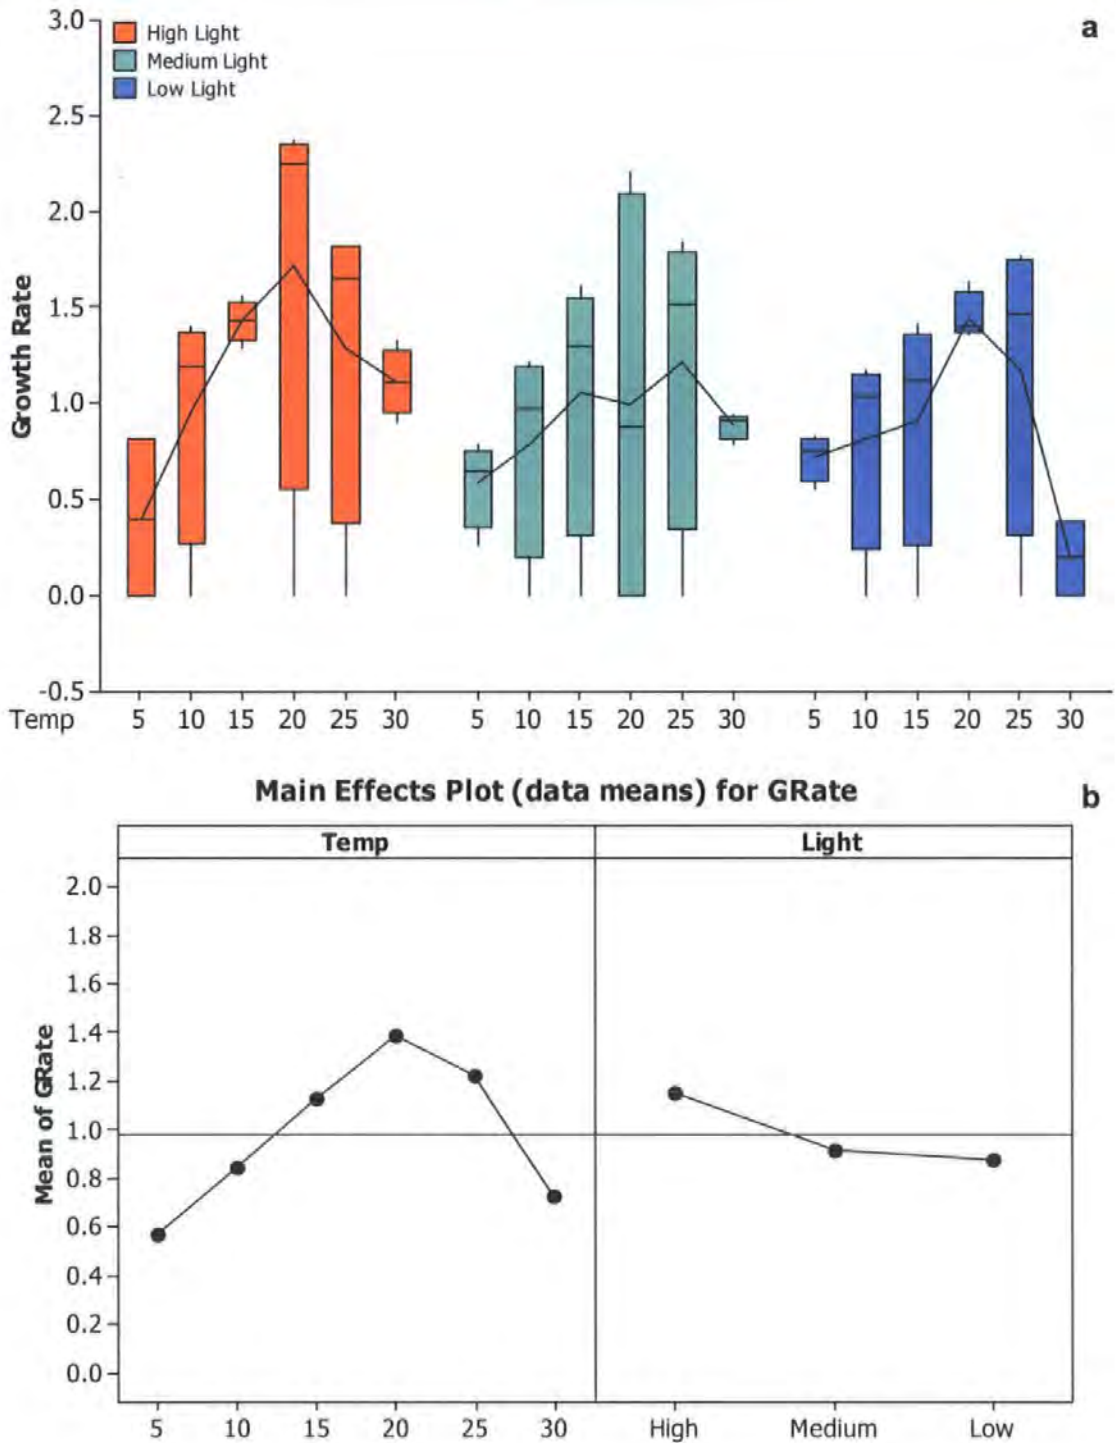 a
High Light
Medium Light
Low Light
3.0
2.5
2.0
1.5
1.0
0.5
0.0
-0.5
Growth Rate
Temp 5 10 15 20 25 30 5 10 15 20 25 30 5 10 15 20 25 30
Main Effects Plot (data means) for GRate b
Temp Light
2.0
1.8
1.6
1.4
1.2
1.0
0.8
0.6
0.4
0.2
0.0
Mean of GRate
5 10 15 20 25 30 High Medium Low